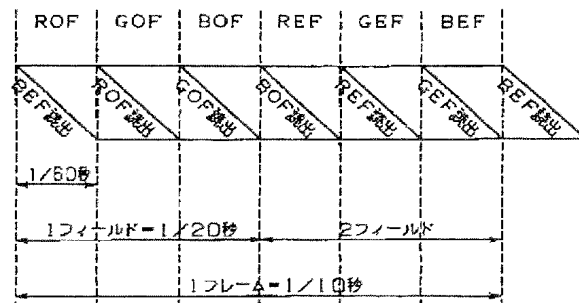 ROF GOF BOF REF GEF BEF
BEF読出 ROF読出 GOF読出 BOF読出 REF読出 GEF読出 BEF読出
1/60秒
1フィールド=1/20秒 2フィールド
1フレーム=1/10秒